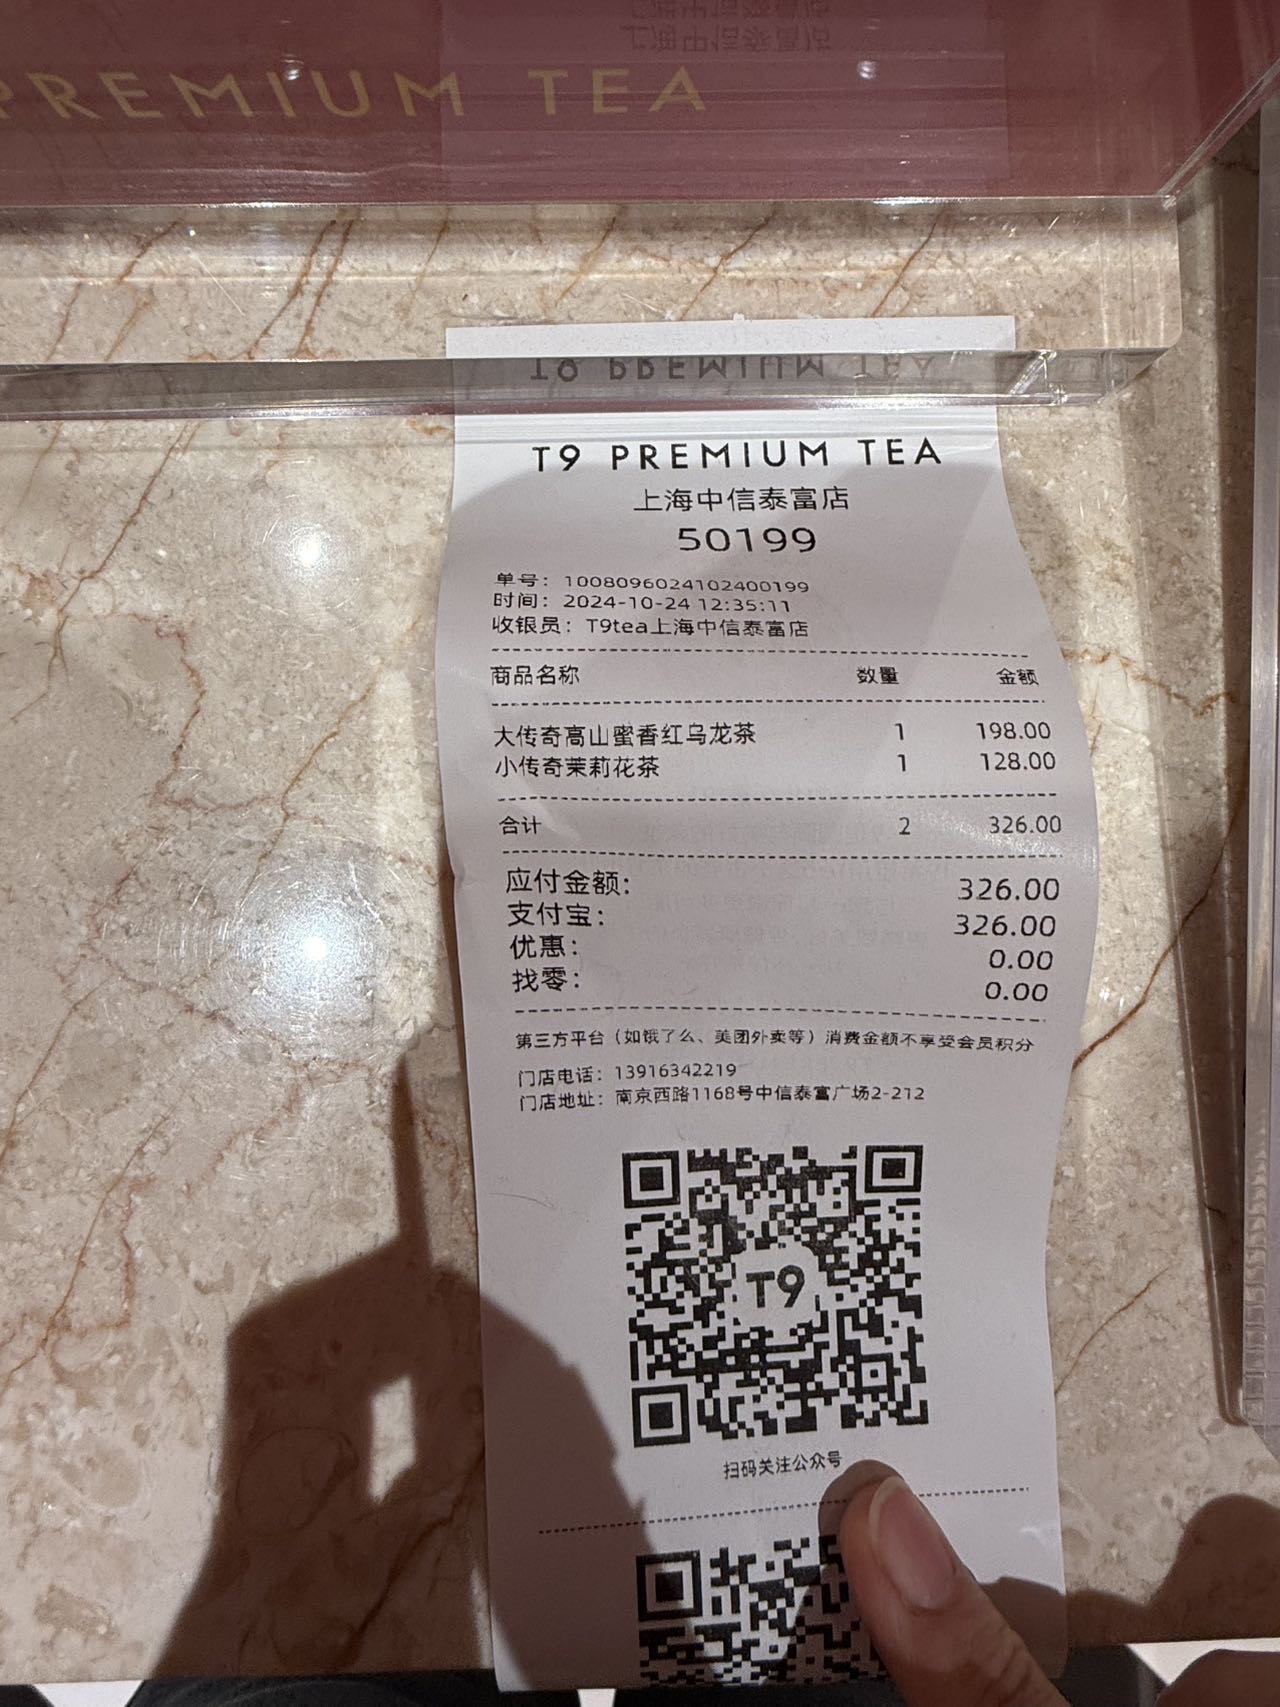 PREMIUM TEA
T9 PREMIUM TEA
上海中信泰富店
50199
单号：1008096024102400199
时间：2024-10-24 12:35:11
收银员：T9tea上海中信泰富店
商品名称 数量 金额
大传奇高山蜜香红乌龙茶 1 198.00
小传奇茉莉花茶 1 128.00
合计 2 326.00
应付金额： 326.00
支付宝： 326.00
优惠： 0.00
找零： 0.00
第三方平台（如饿了么、美团外卖等）消费金额不享受会员积分
门店电话：13916342219
门店地址：南京西路1168号中信泰富广场2-212
T9
扫码关注公众号